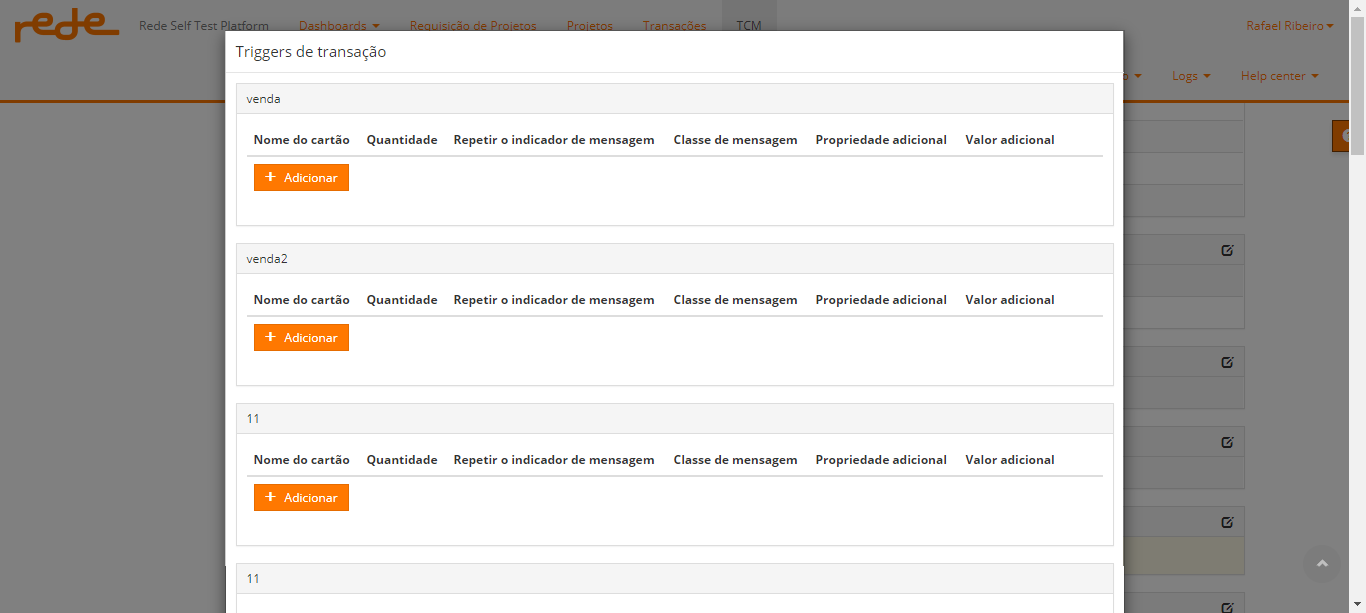 rede Rede Self Test Platform Dashboards Requisição de Projetos Projetos Transações TCM Rafael Ribeiro
Logs Help center
Triggers de transação
venda
Nome do cartão Quantidade Repetir o indicador de mensagem Classe de mensagem Propriedade adicional Valor adicional
+ Adicionar
venda2
Nome do cartão Quantidade Repetir o indicador de mensagem Classe de mensagem Propriedade adicional Valor adicional
+ Adicionar
11
Nome do cartão Quantidade Repetir o indicador de mensagem Classe de mensagem Propriedade adicional Valor adicional
+ Adicionar
11